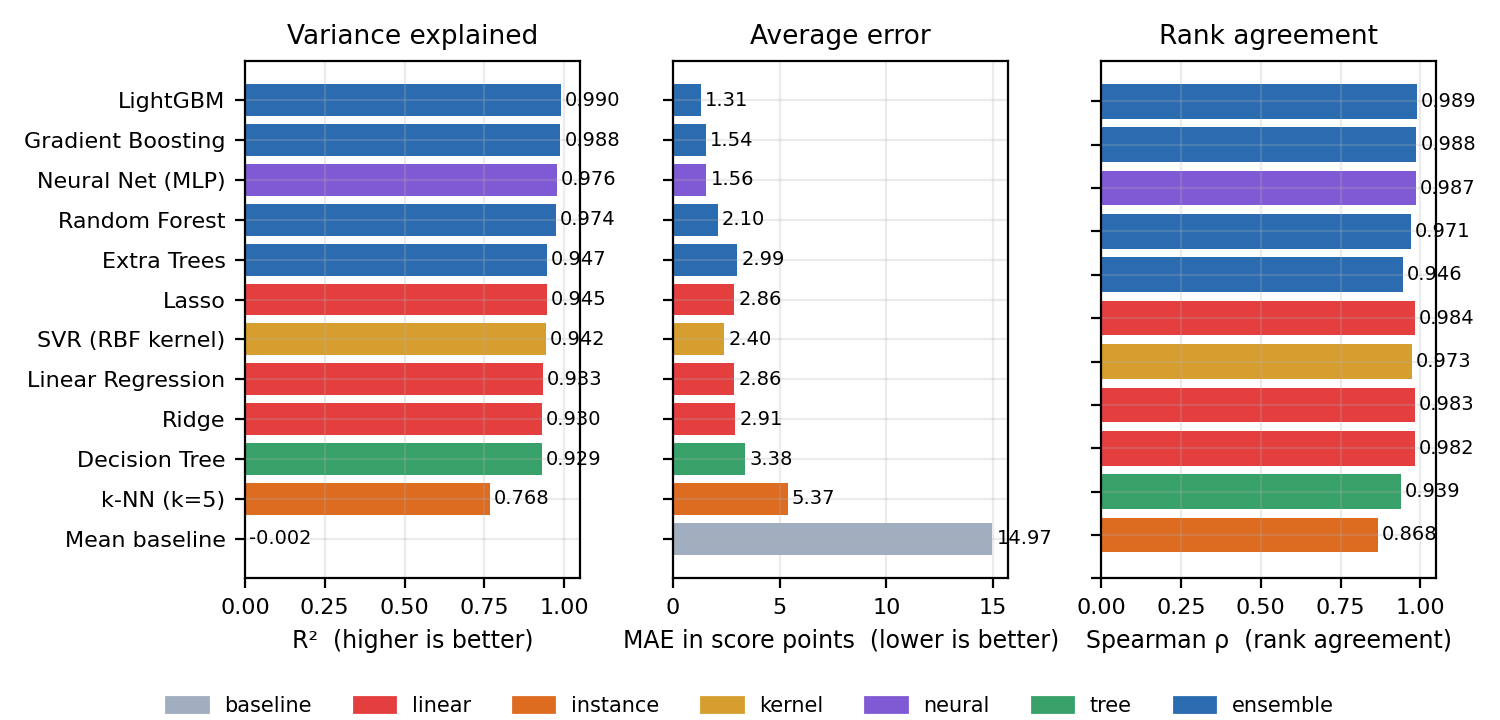 Variance explained
Average error
Rank agreement
LightGBM 0.990 1.31 0.989
Gradient Boosting 0.988 1.54 0.988
Neural Net (MLP) 0.976 1.56 0.987
Random Forest 0.974 2.10 0.971
Extra Trees 0.947 2.99 0.946
Lasso 0.945 2.86 0.984
SVR (RBF kernel) 0.942 2.40 0.973
Linear Regression 0.933 2.86 0.983
Ridge 0.930 2.91 0.982
Decision Tree 0.929 3.38 0.939
k-NN (k=5) 0.768 5.37 0.868
Mean baseline -0.002 14.97
0.00 0.25 0.50 0.75 1.00
0 5 10 15
0.00 0.25 0.50 0.75 1.00
R² (higher is better)
MAE in score points (lower is better)
Spearman ρ (rank agreement)
baseline linear instance kernel neural tree ensemble